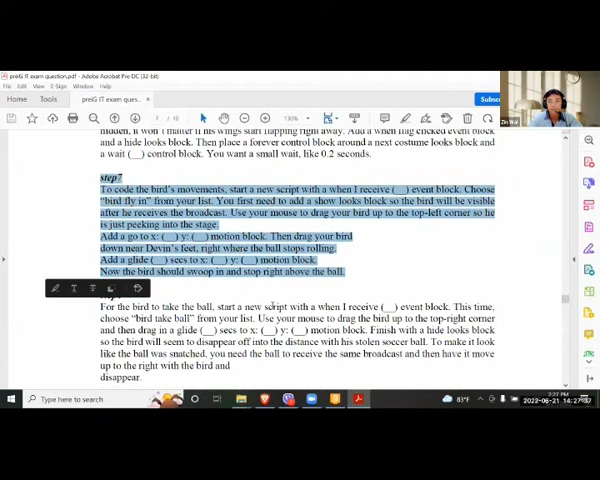 preiG IT exam question.pdf - Adobe Acrobat Pro DC (32-bit)
File Edit View E-Sign Window Help
Home Tools preiG IT exam ques... × Subsc
7 / 10 130%
Zin Wai
hidden, it won't matter if his wings start flapping right away. Add a when flag clicked event block
and a hide looks block. Then place a forever control block around a next costume looks block and
a wait (__) control block. You want a small wait, like 0.2 seconds.
step7
To code the bird's movements, start a new script with a when I receive (__) event block. Choose
"bird fly in" from your list. You first need to add a show looks block so the bird will be visible
after he receives the broadcast. Use your mouse to drag your bird up to the top-left corner so he
is just peeking into the stage.
Add a go to x: (__) y: (__) motion block. Then drag your bird
down near Devin's feet, right where the ball stops rolling.
Add a glide (__) secs to x: (__) y: (__) motion block.
Now the bird should swoop in and stop right above the ball.
For the bird to take the ball, start a new script with a when I receive (__) event block. This time,
choose "bird take ball" from your list. Use your mouse to drag the bird up to the top-right corner
and then drag in a glide (__) secs to x: (__) y: (__) motion block. Finish with a hide looks block
so the bird will seem to disappear off into the distance with his stolen soccer ball. To make it look
like the ball was snatched, you need the ball to receive the same broadcast and then have it move
up to the right with the bird and
disappear.
Type here to search
83°F
2:27 PM
2022-06-21 14:27:37